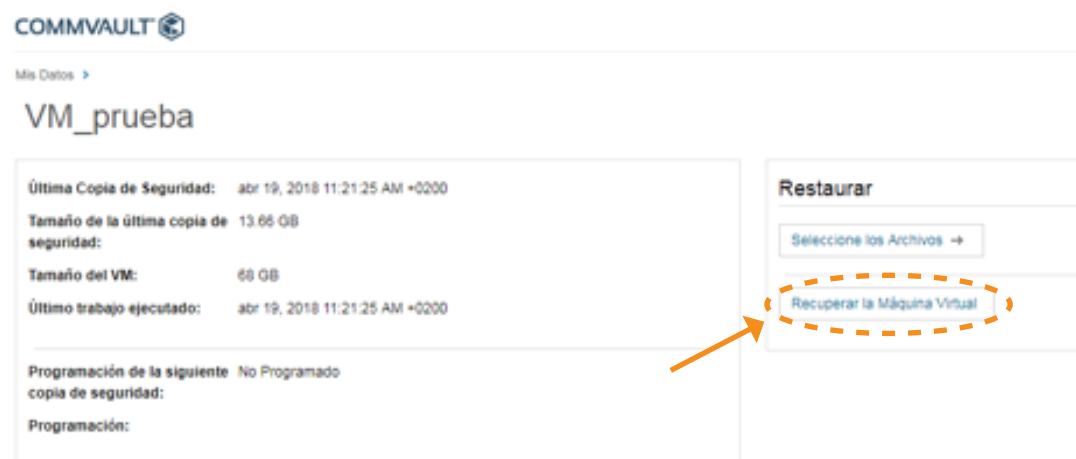 COMMVAULT
Mis Datos >
VM_prueba
Última Copia de Seguridad: abr 19, 2018 11:21:25 AM +0200
Tamaño de la última copia de 13.66 GB
seguridad:
Tamaño del VM: 68 GB
Último trabajo ejecutado: abr 19, 2018 11:21:25 AM +0200
Programación de la siguiente No Programado
copia de seguridad:
Programación:
Restaurar
Seleccione los Archivos →
Recuperar la Máquina Virtual